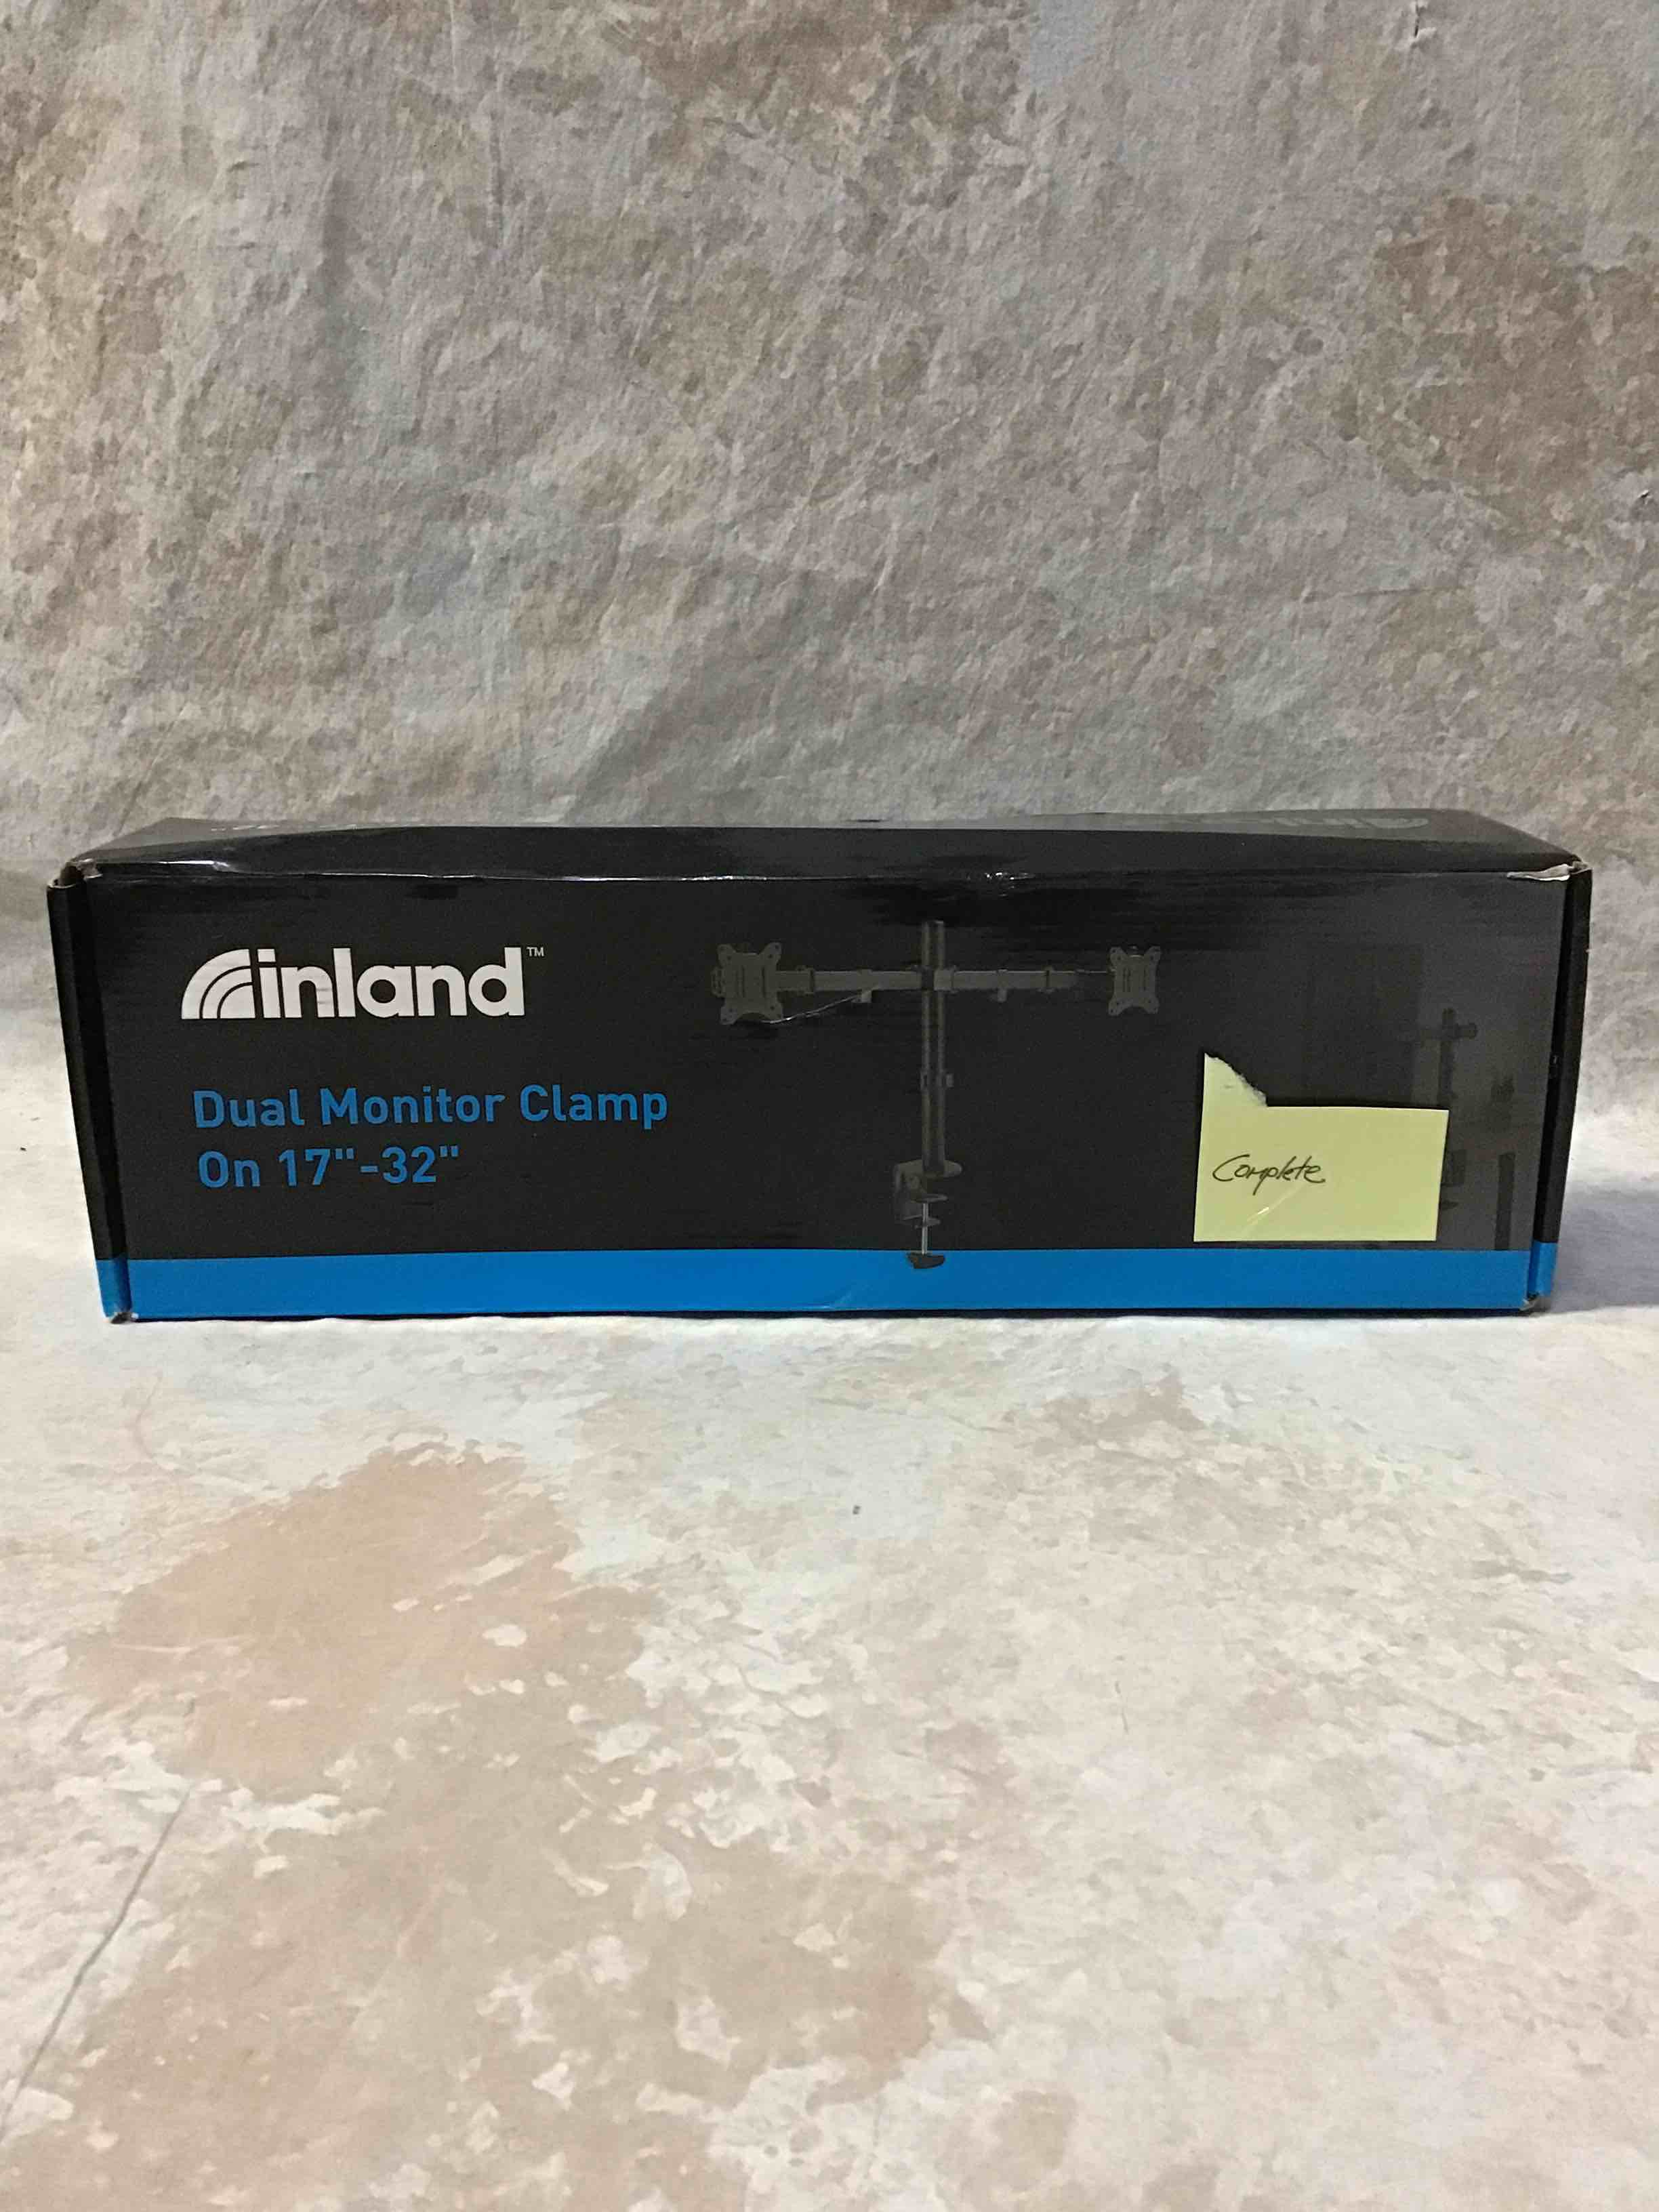 inland™
Dual Monitor Clamp
On 17"-32"
Complete